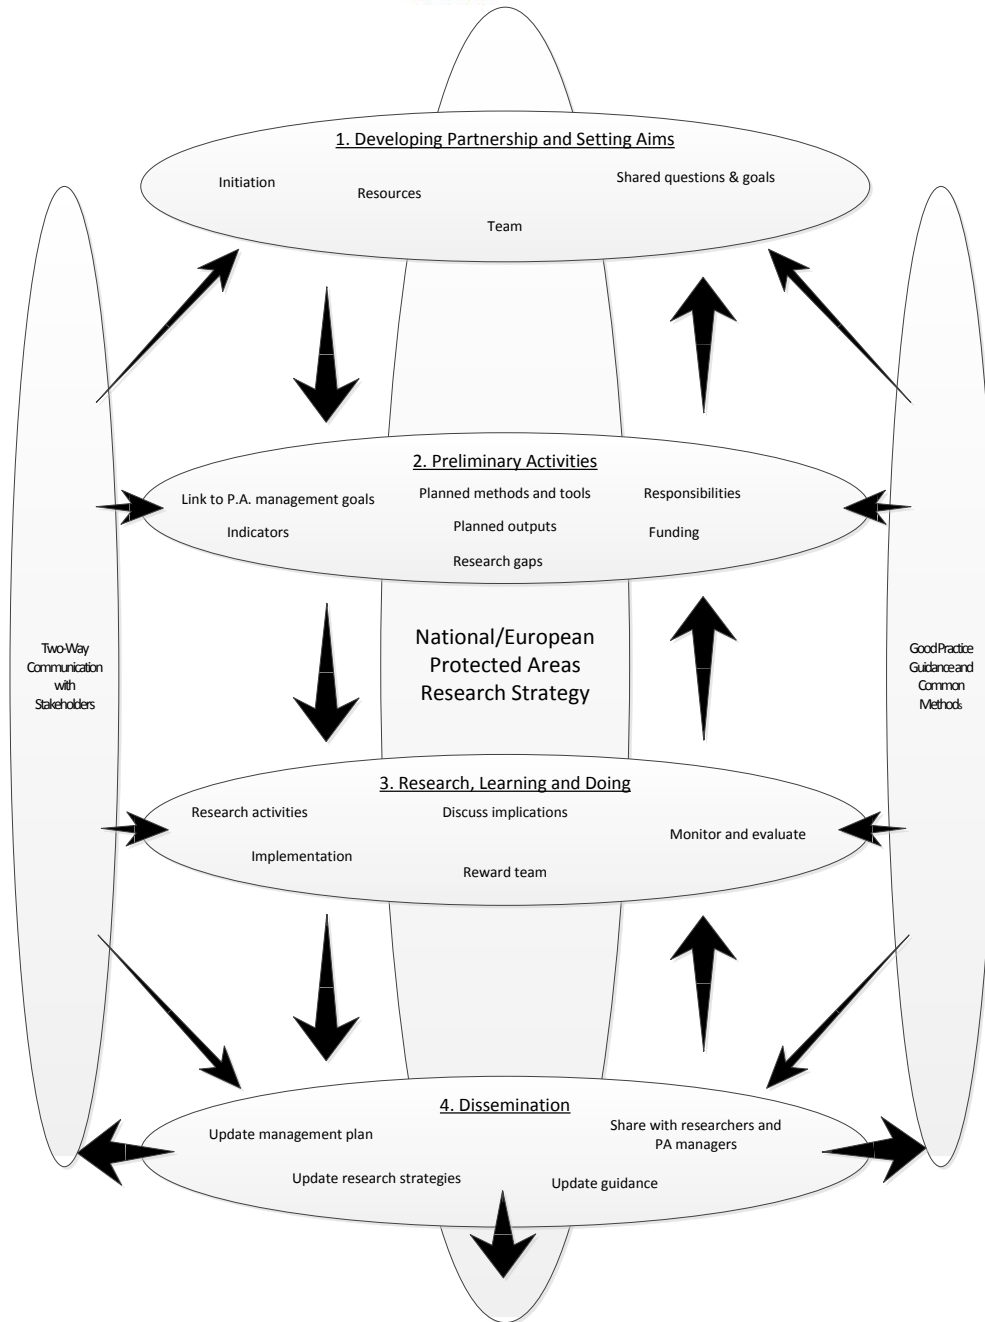 1. Developing Partnership and Setting Aims
Initiation
Resources
Shared questions & goals
Team
2. Preliminary Activities
Link to P.A. management goals
Planned methods and tools
Responsibilities
Indicators
Planned outputs
Funding
Research gaps
Two-Way
Communication
with
Stakeholders
National/European
Protected Areas
Research Strategy
Good Practice
Guidance and
Common
Methods
3. Research, Learning and Doing
Research activities
Discuss implications
Monitor and evaluate
Implementation
Reward team
4. Dissemination
Update management plan
Share with researchers and
PA managers
Update research strategies
Update guidance